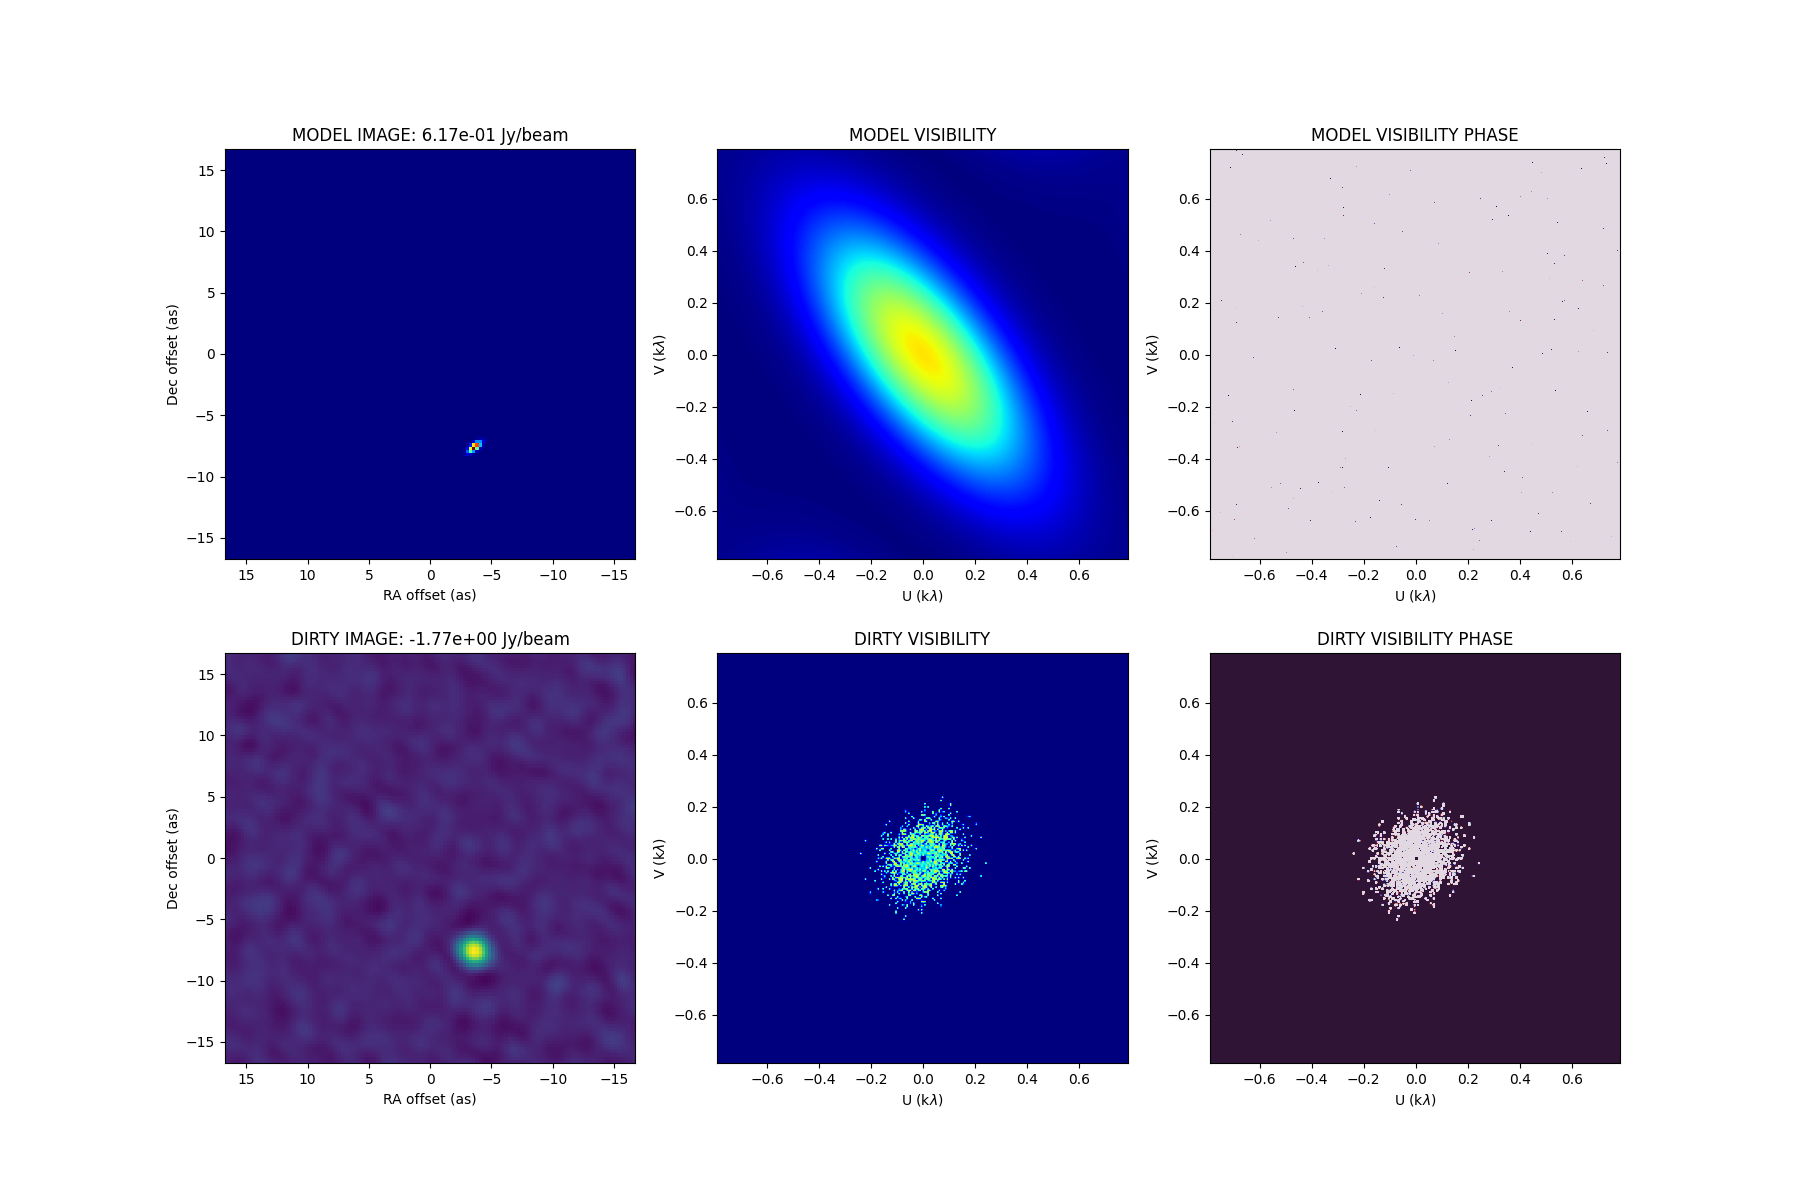 MODEL IMAGE: 6.17e-01 Jy/beam
15
10
5
0
−5
−10
−15
Dec offset (as)
15 10 5 0 −5 −10 −15
RA offset (as)
MODEL VISIBILITY
0.6
0.4
0.2
0.0
−0.2
−0.4
−0.6
V (kλ)
−0.6 −0.4 −0.2 0.0 0.2 0.4 0.6
U (kλ)
MODEL VISIBILITY PHASE
0.6
0.4
0.2
0.0
−0.2
−0.4
−0.6
V (kλ)
−0.6 −0.4 −0.2 0.0 0.2 0.4 0.6
U (kλ)
DIRTY IMAGE: -1.77e+00 Jy/beam
15
10
5
0
−5
−10
−15
Dec offset (as)
15 10 5 0 −5 −10 −15
RA offset (as)
DIRTY VISIBILITY
0.6
0.4
0.2
0.0
−0.2
−0.4
−0.6
V (kλ)
−0.6 −0.4 −0.2 0.0 0.2 0.4 0.6
U (kλ)
DIRTY VISIBILITY PHASE
0.6
0.4
0.2
0.0
−0.2
−0.4
−0.6
V (kλ)
−0.6 −0.4 −0.2 0.0 0.2 0.4 0.6
U (kλ)